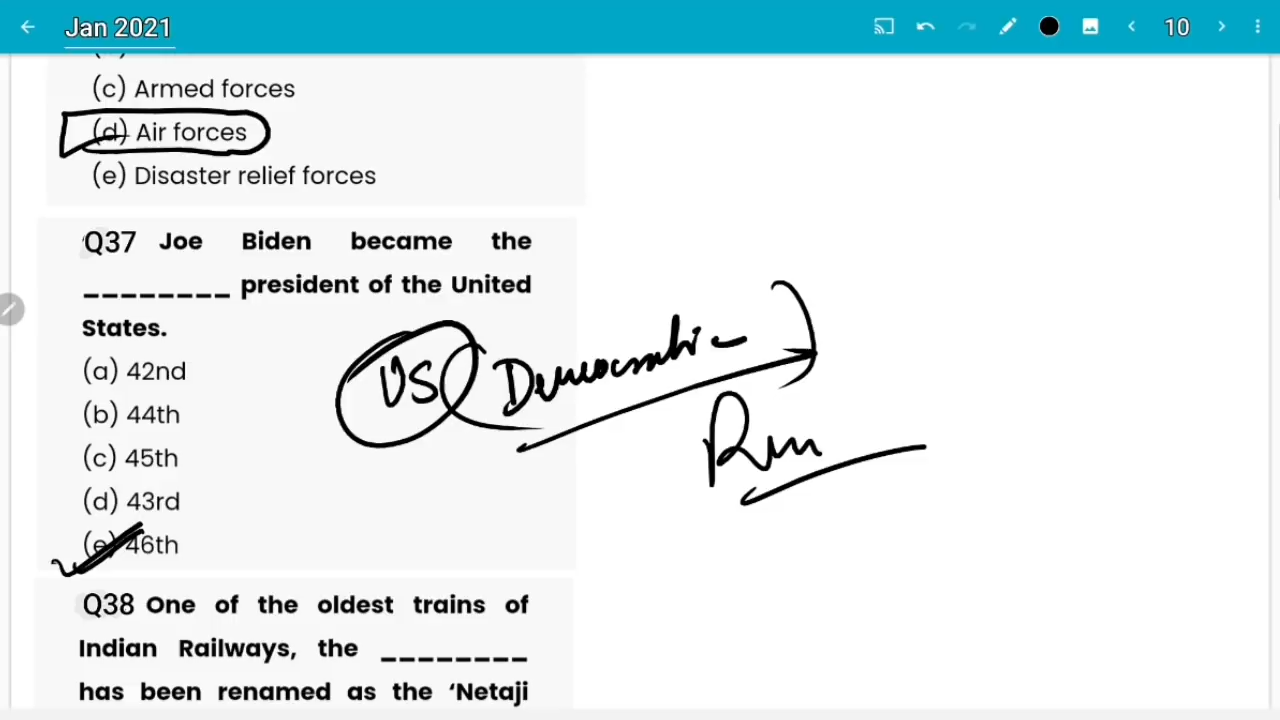 Jan 2021
10
(c) Armed forces
(d) Air forces
(e) Disaster relief forces
Q37 Joe Biden became the
________ president of the United
States.
(a) 42nd
(b) 44th
(c) 45th
(d) 43rd
(e) 46th
US
Democratic
Q38 One of the oldest trains of
Indian Railways, the ________
has been renamed as the ‘Netaji